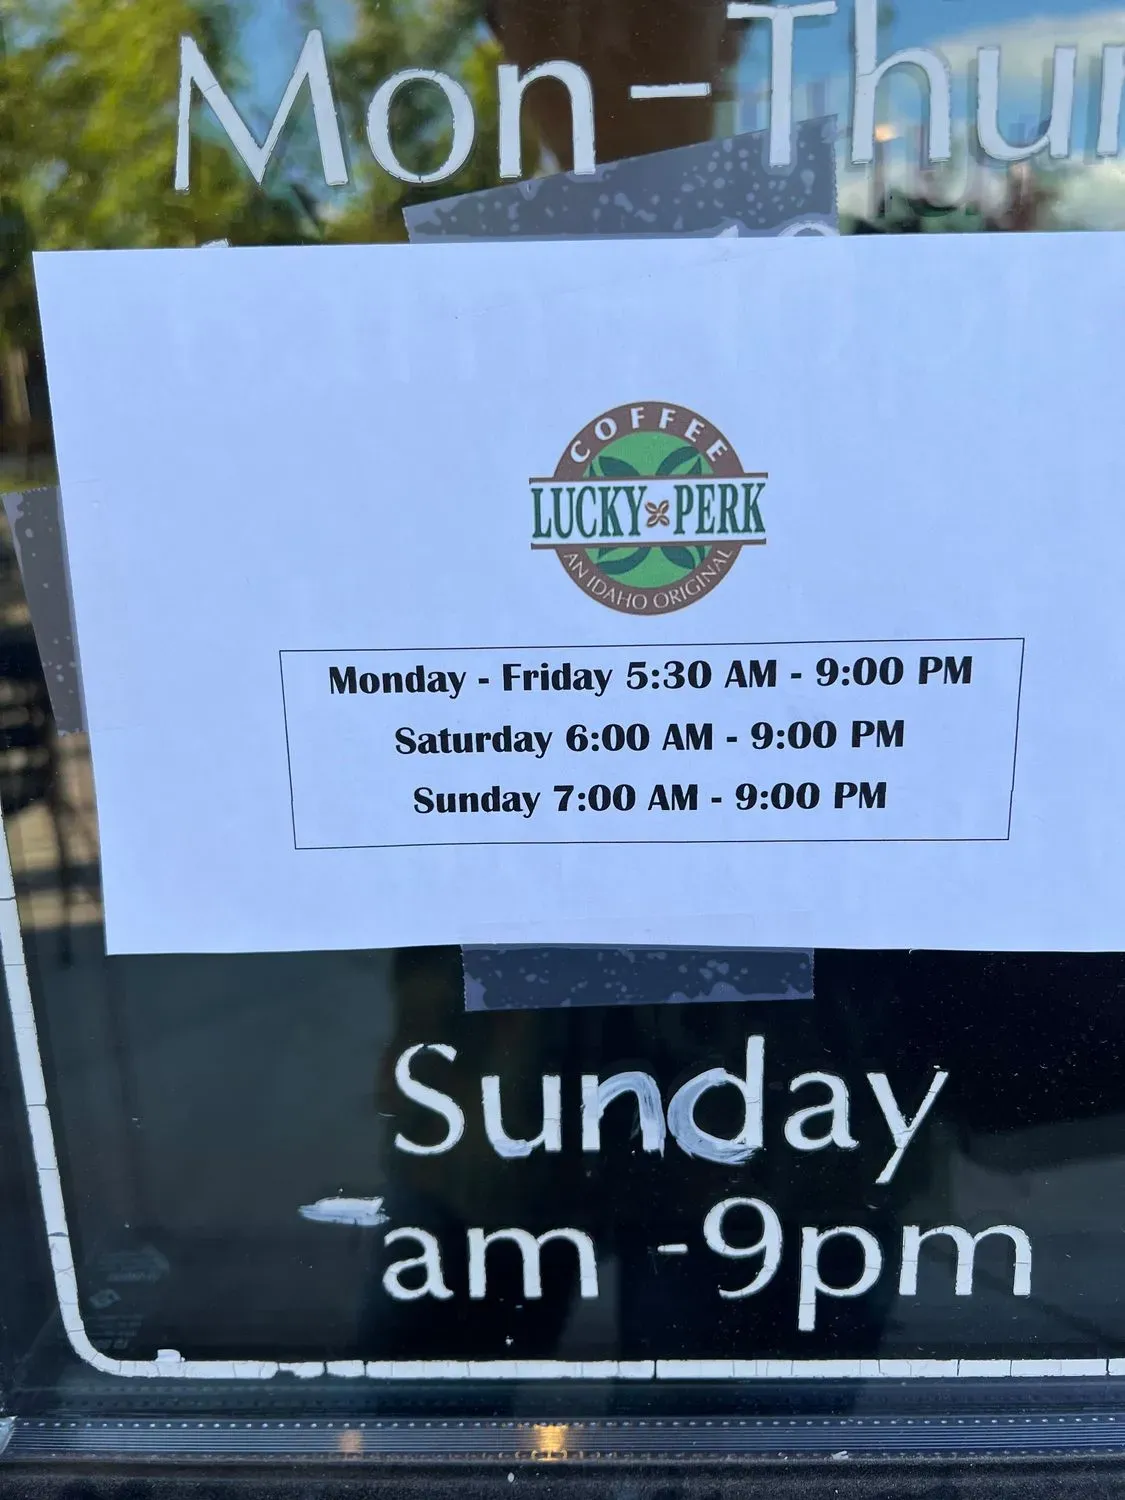 Mon-Thur
COFFEE
LUCKY PERK
AN IDAHO ORIGINAL
Monday - Friday 5:30 AM - 9:00 PM
Saturday 6:00 AM - 9:00 PM
Sunday 7:00 AM - 9:00 PM
Sunday
am -9pm